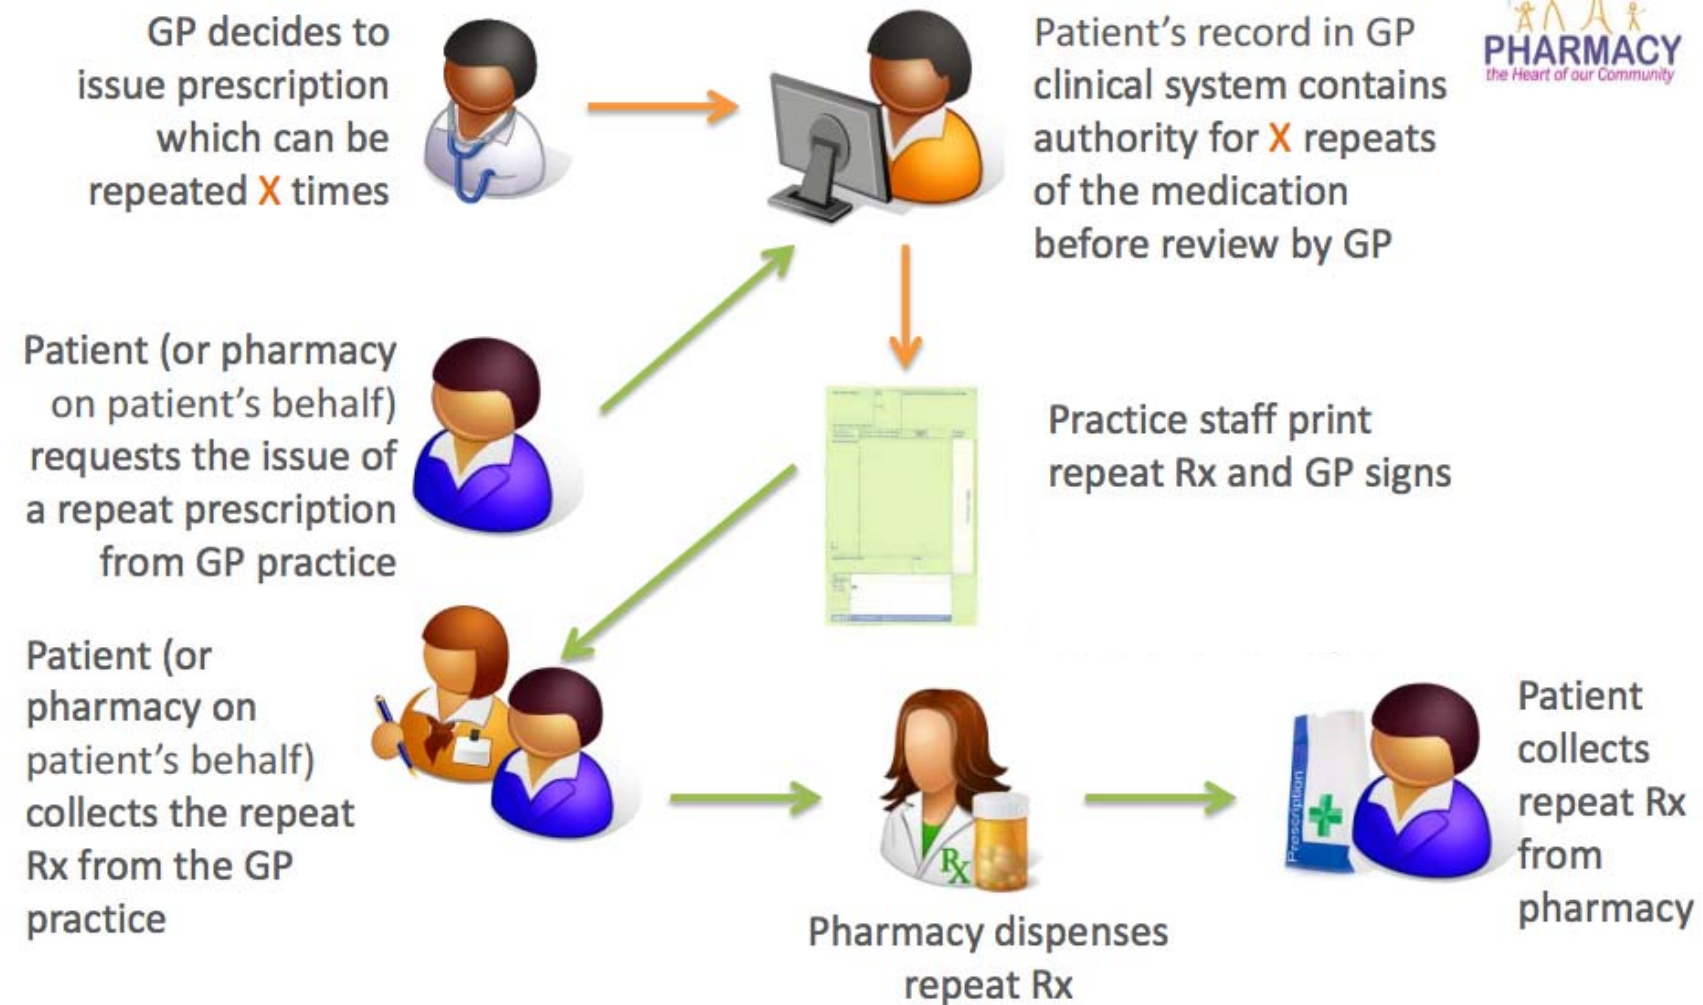 GP decides to
issue prescription
which can be
repeated X times
Patient’s record in GP
clinical system contains
authority for X repeats
of the medication
before review by GP
PHARMACY
the Heart of our Community
Patient (or pharmacy
on patient’s behalf)
requests the issue of
a repeat prescription
from GP practice
Practice staff print
repeat Rx and GP signs
Patient (or
pharmacy on
patient’s behalf)
collects the repeat
Rx from the GP
practice
Rx
Pharmacy dispenses
repeat Rx
Prescription
Patient
collects
repeat Rx
from
pharmacy